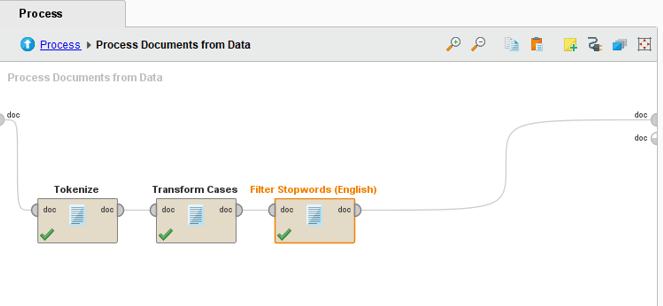 Process
Process Process Documents from Data
Process Documents from Data
doc doc
doc
Tokenize Transform Cases Filter Stopwords (English)
doc doc doc doc doc doc